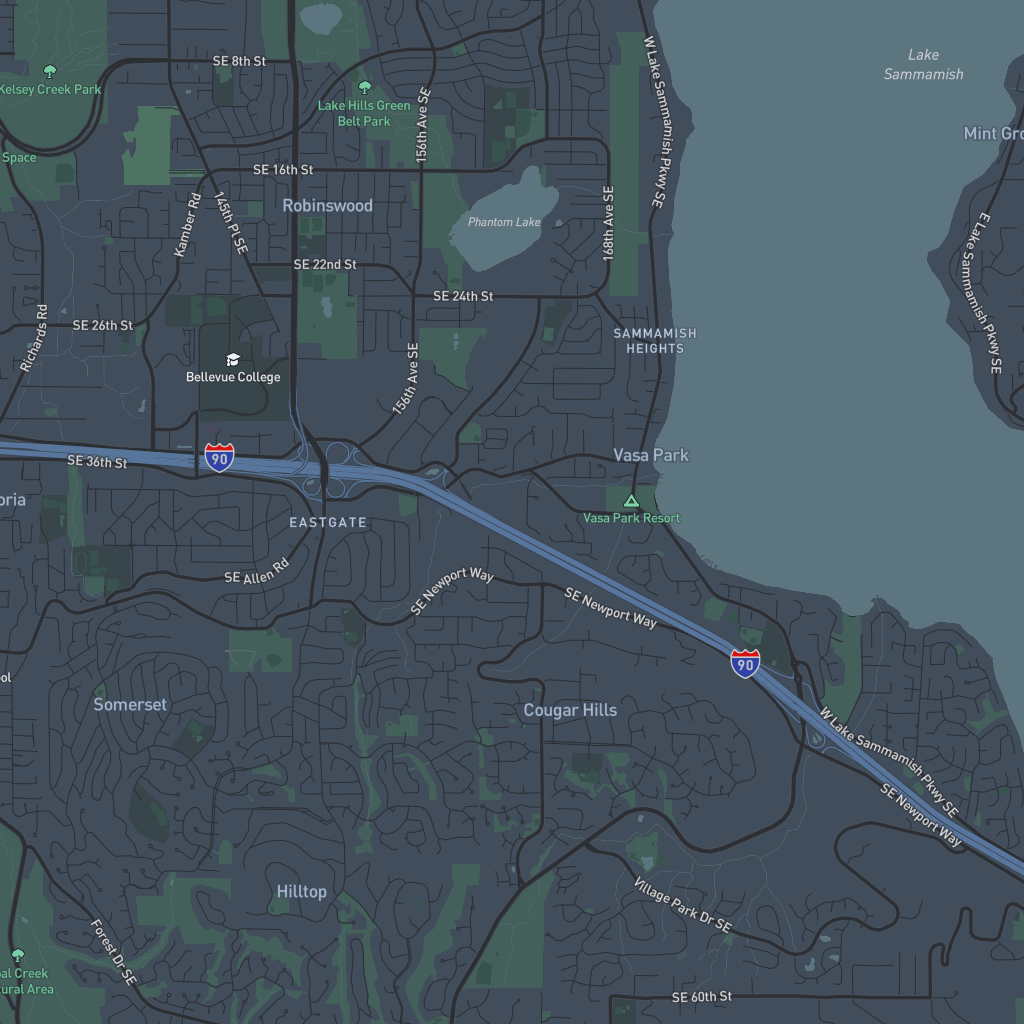 Lake
Sammamish
SE 8th St
Kelsey Creek Park
Lake Hills Green
Belt Park
156th Ave SE
W Lake Sammamish Pkwy SE
Mint Gro
Space
SE 16th St
Kamber Rd
145th Pl SE
Robinswood
Phantom Lake
168th Ave SE
E Lake Sammamish Pkwy SE
SE 22nd St
SE 24th St
SE 26th St
Richards Rd
SAMMAMISH
HEIGHTS
Bellevue College
156th Ave SE
Vasa Park
SE 36th St
90
oria
Vasa Park Resort
EASTGATE
SE Allen Rd
SE Newport Way
SE Newport Way
90
ol
Somerset
Cougar Hills
W Lake Sammamish Pkwy SE
SE Newport Way
Hilltop
Village Park Dr SE
Forest Dr SE
oal Creek
tural Area
SE 60th St